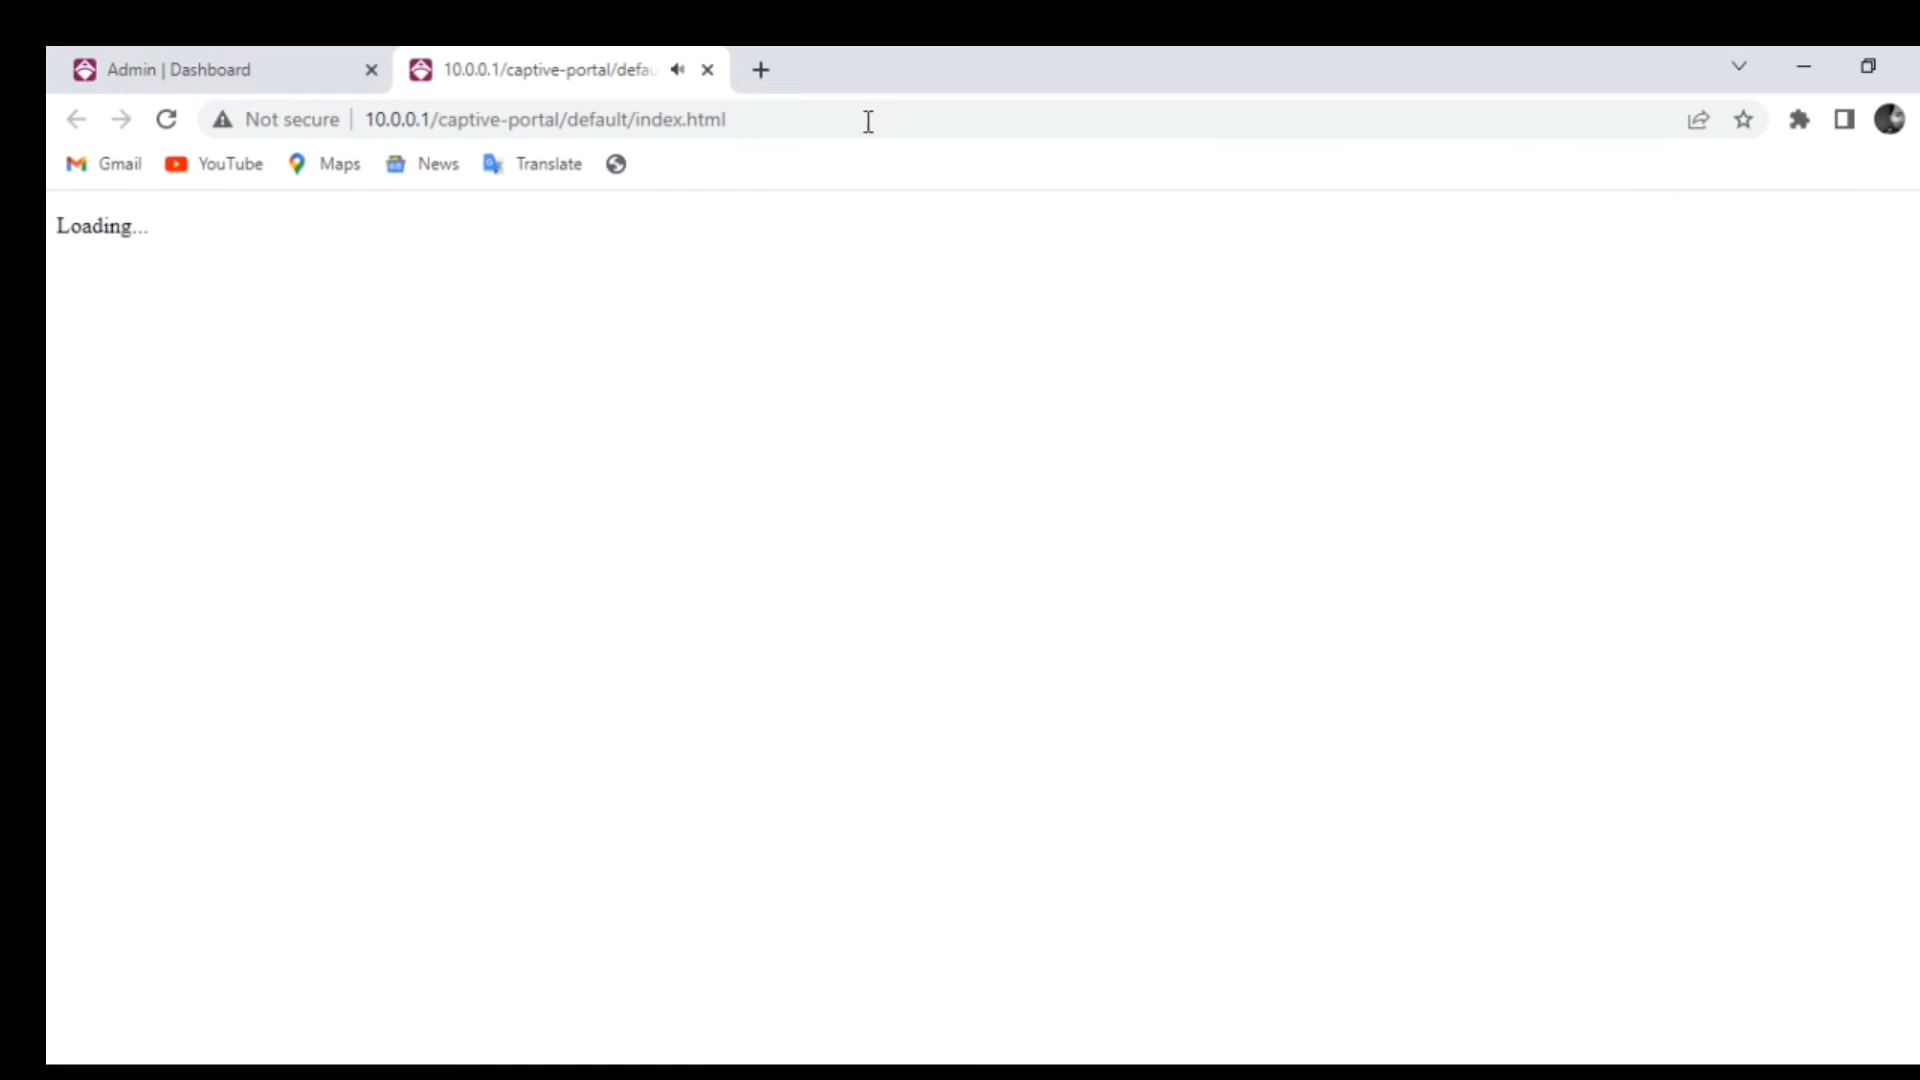 Admin | Dashboard
10.0.0.1/captive-portal/defau
Not secure
10.0.0.1/captive-portal/default/index.html
Gmail
YouTube
Maps
News
Translate
Loading...